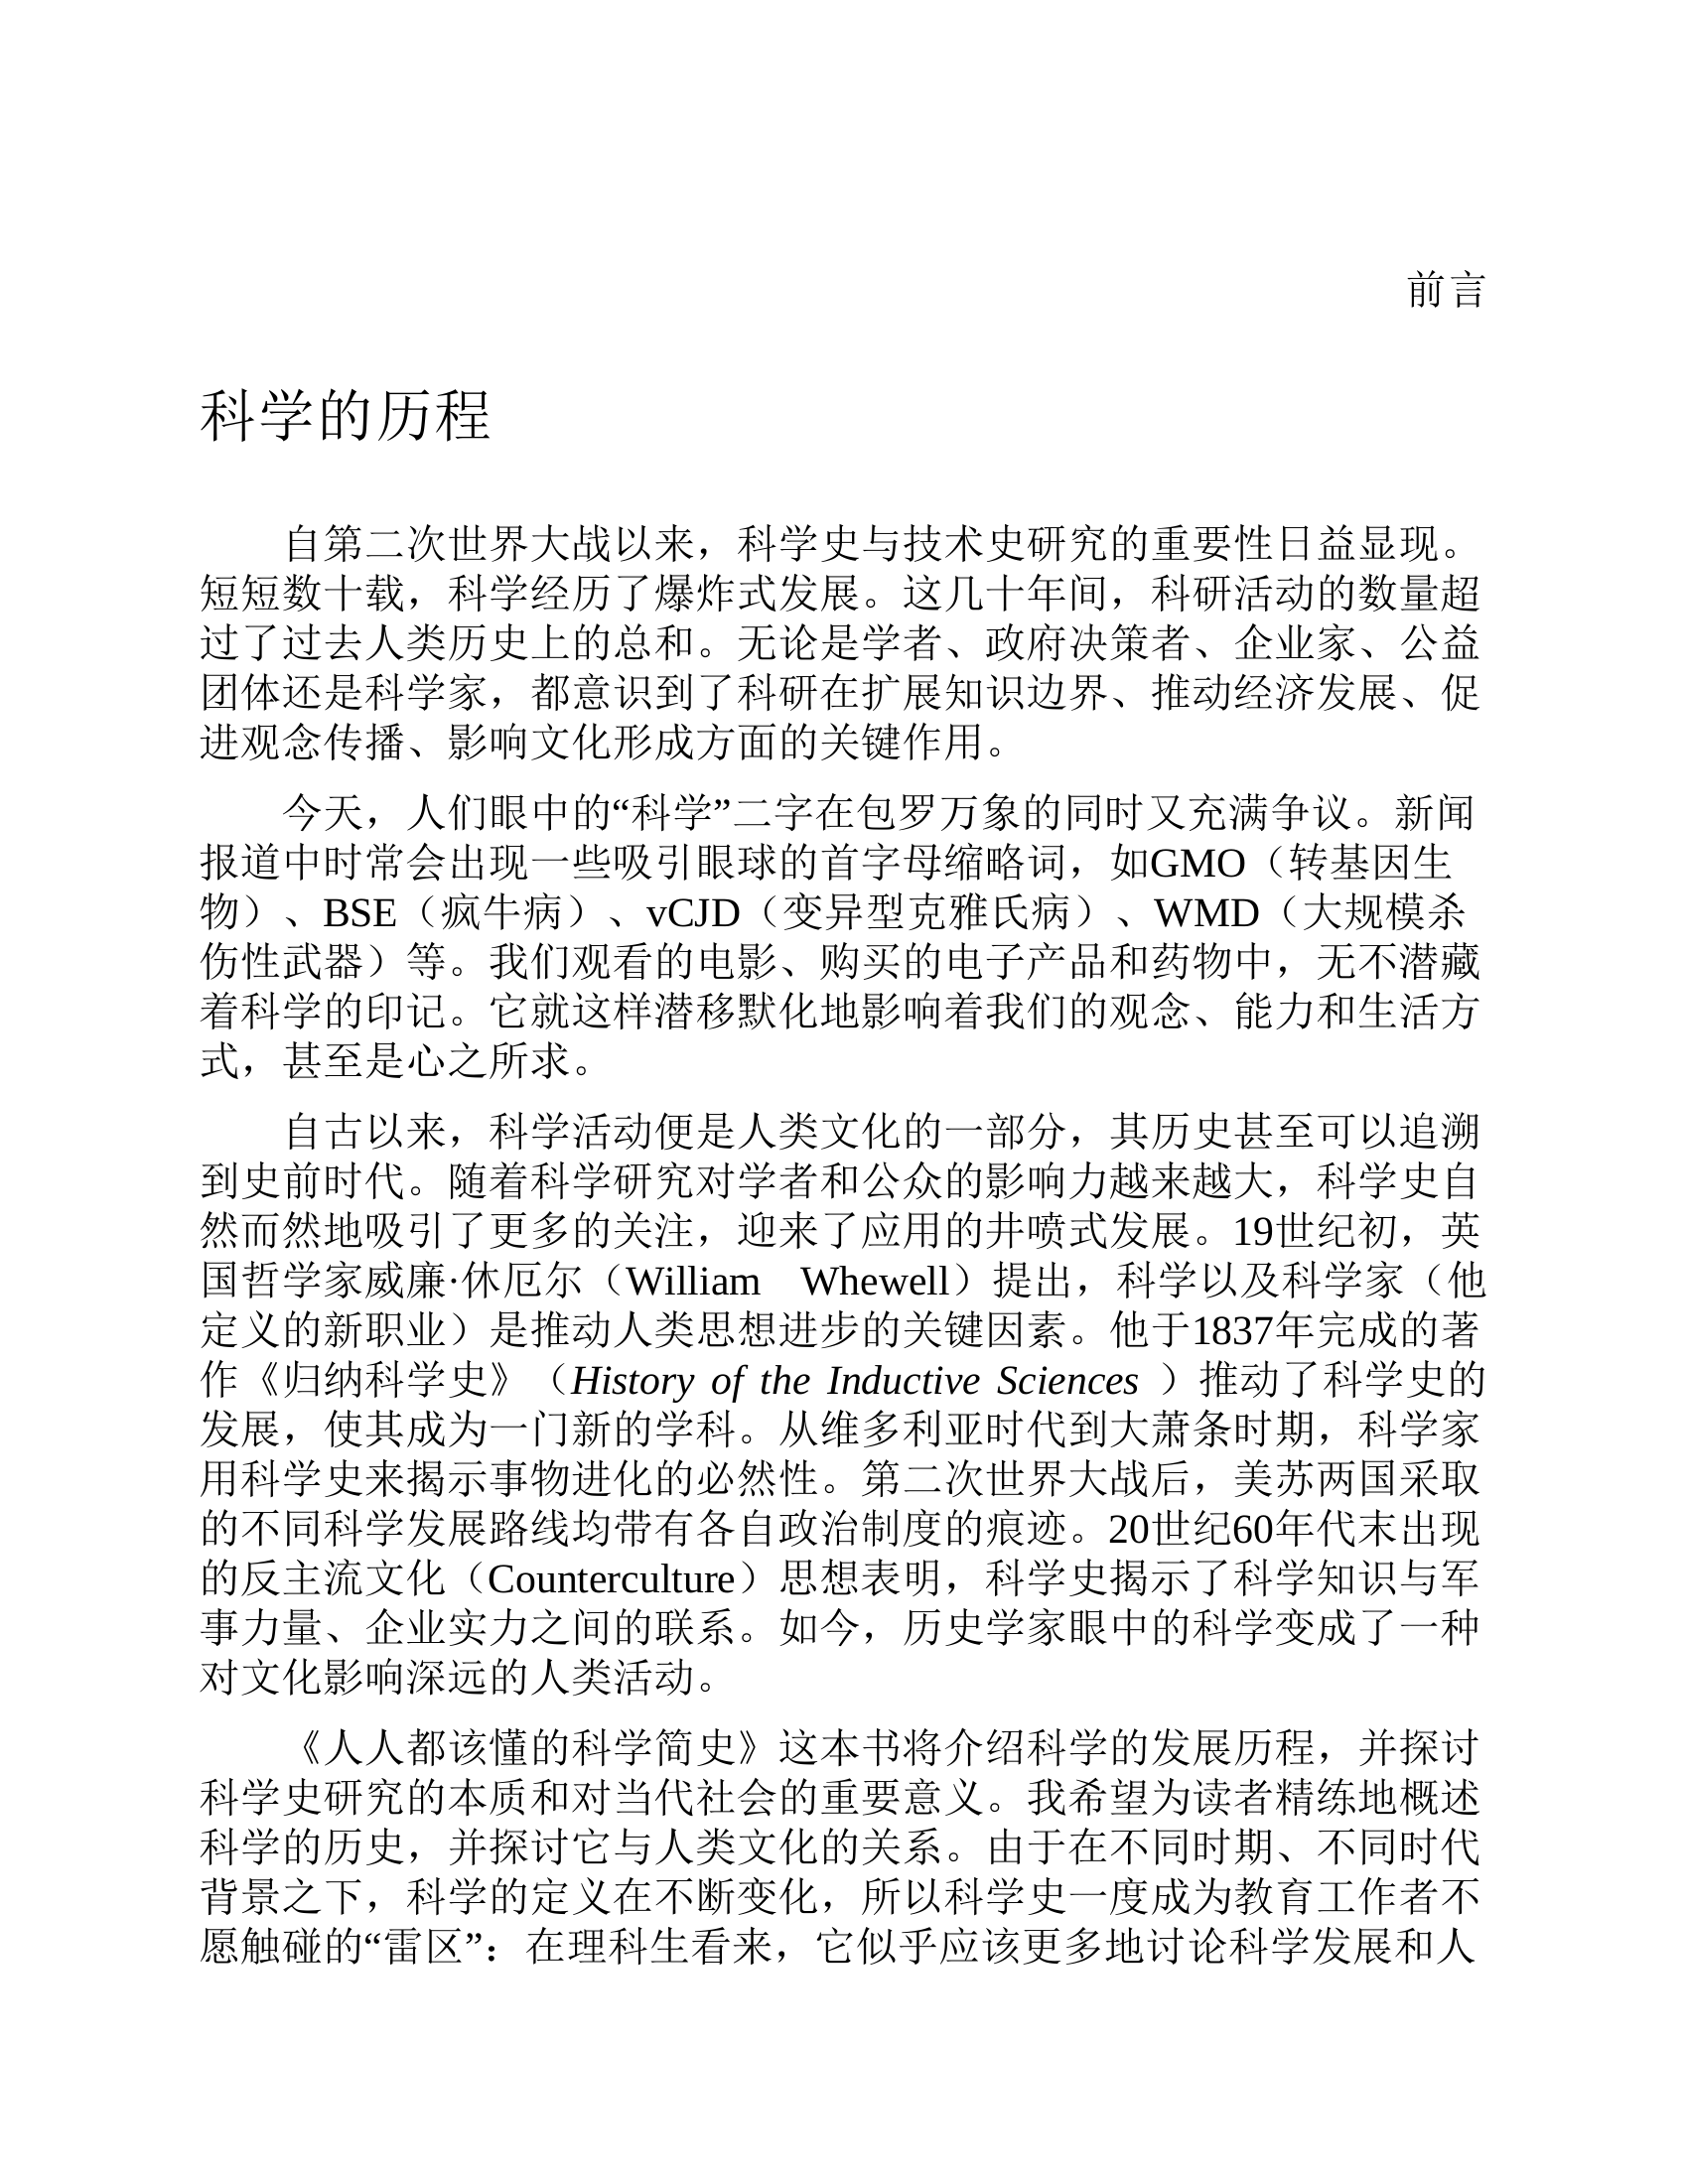 前言
科学的历程
自第二次世界大战以来，科学史与技术史研究的重要性日益显现。
短短数十载，科学经历了爆炸式发展。这几十年间，科研活动的数量超
过了过去人类历史上的总和。无论是学者、政府决策者、企业家、公益
团体还是科学家，都意识到了科研在扩展知识边界、推动经济发展、促
进观念传播、影响文化形成方面的关键作用。
今天，人们眼中的“科学”二字在包罗万象的同时又充满争议。新闻
报道中时常会出现一些吸引眼球的首字母缩略词，如GMO（转基因生
物）、BSE（疯牛病）、vCJD（变异型克雅氏病）、WMD（大规模杀
伤性武器）等。我们观看的电影、购买的电子产品和药物中，无不潜藏
着科学的印记。它就这样潜移默化地影响着我们的观念、能力和生活方
式，甚至是心之所求。
自古以来，科学活动便是人类文化的一部分，其历史甚至可以追溯
到史前时代。随着科学研究对学者和公众的影响力越来越大，科学史自
然而然地吸引了更多的关注，迎来了应用的井喷式发展。19世纪初，英
国哲学家威廉·休厄尔（William Whewell）提出，科学以及科学家（他
定义的新职业）是推动人类思想进步的关键因素。他于1837年完成的著
作《归纳科学史》（History of the Inductive Sciences ）推动了科学史的
发展，使其成为一门新的学科。从维多利亚时代到大萧条时期，科学家
用科学史来揭示事物进化的必然性。第二次世界大战后，美苏两国采取
的不同科学发展路线均带有各自政治制度的痕迹。20世纪60年代末出现
的反主流文化（Counterculture）思想表明，科学史揭示了科学知识与军
事力量、企业实力之间的联系。如今，历史学家眼中的科学变成了一种
对文化影响深远的人类活动。
《人人都该懂的科学简史》这本书将介绍科学的发展历程，并探讨
科学史研究的本质和对当代社会的重要意义。我希望为读者精练地概述
科学的历史，并探讨它与人类文化的关系。由于在不同时期、不同时代
背景之下，科学的定义在不断变化，所以科学史一度成为教育工作者不
愿触碰的“雷区”：在理科生看来，它似乎应该更多地讨论科学发展和人